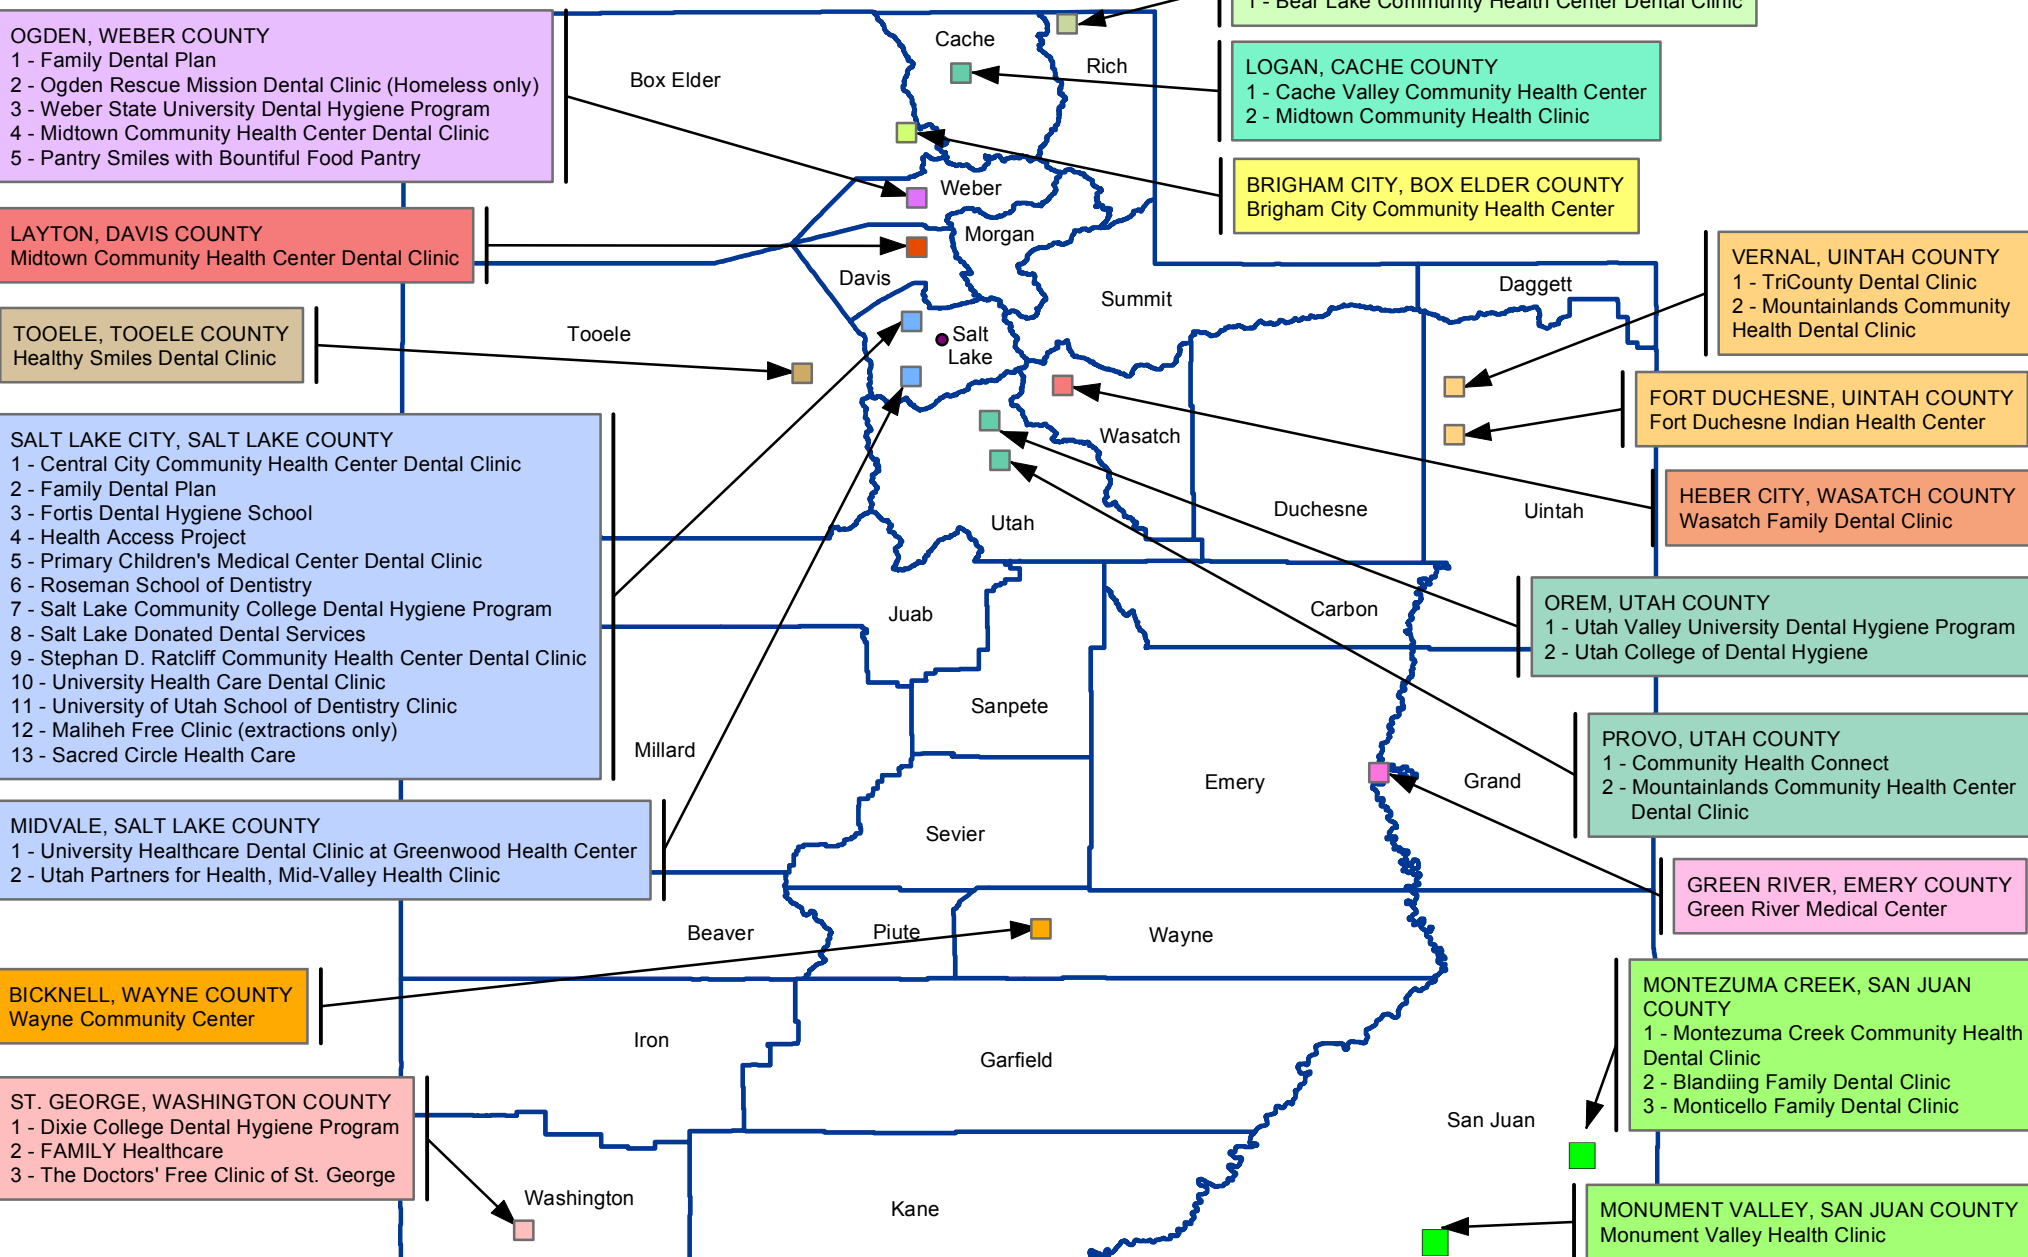 1 - Bear Lake Community Health Center Dental Clinic
OGDEN, WEBER COUNTY
1 - Family Dental Plan
2 - Ogden Rescue Mission Dental Clinic (Homeless only)
3 - Weber State University Dental Hygiene Program
4 - Midtown Community Health Center Dental Clinic
5 - Pantry Smiles with Bountiful Food Pantry
LOGAN, CACHE COUNTY
1 - Cache Valley Community Health Center
2 - Midtown Community Health Clinic
BRIGHAM CITY, BOX ELDER COUNTY
Brigham City Community Health Center
LAYTON, DAVIS COUNTY
Midtown Community Health Center Dental Clinic
VERNAL, UINTAH COUNTY
1 - TriCounty Dental Clinic
2 - Mountainlands Community
Health Dental Clinic
TOOELE, TOOELE COUNTY
Healthy Smiles Dental Clinic
FORT DUCHESNE, UINTAH COUNTY
Fort Duchesne Indian Health Center
SALT LAKE CITY, SALT LAKE COUNTY
1 - Central City Community Health Center Dental Clinic
2 - Family Dental Plan
3 - Fortis Dental Hygiene School
4 - Health Access Project
5 - Primary Children's Medical Center Dental Clinic
6 - Roseman School of Dentistry
7 - Salt Lake Community College Dental Hygiene Program
8 - Salt Lake Donated Dental Services
9 - Stephan D. Ratcliff Community Health Center Dental Clinic
10 - University Health Care Dental Clinic
11 - University of Utah School of Dentistry Clinic
12 - Maliheh Free Clinic (extractions only)
13 - Sacred Circle Health Care
HEBER CITY, WASATCH COUNTY
Wasatch Family Dental Clinic
OREM, UTAH COUNTY
1 - Utah Valley University Dental Hygiene Program
2 - Utah College of Dental Hygiene
PROVO, UTAH COUNTY
1 - Community Health Connect
2 - Mountainlands Community Health Center
Dental Clinic
MIDVALE, SALT LAKE COUNTY
1 - University Healthcare Dental Clinic at Greenwood Health Center
2 - Utah Partners for Health, Mid-Valley Health Clinic
GREEN RIVER, EMERY COUNTY
Green River Medical Center
BICKNELL, WAYNE COUNTY
Wayne Community Center
MONTEZUMA CREEK, SAN JUAN
COUNTY
1 - Montezuma Creek Community Health
Dental Clinic
2 - Blandiing Family Dental Clinic
3 - Monticello Family Dental Clinic
ST. GEORGE, WASHINGTON COUNTY
1 - Dixie College Dental Hygiene Program
2 - FAMILY Healthcare
3 - The Doctors' Free Clinic of St. George
MONUMENT VALLEY, SAN JUAN COUNTY
Monument Valley Health Clinic
Cache
Rich
Box Elder
Weber
Morgan
Davis
Summit
Daggett
Tooele
Salt
Lake
Wasatch
Duchesne
Uintah
Utah
Juab
Carbon
Sanpete
Millard
Emery
Grand
Sevier
Beaver
Piute
Wayne
Iron
Garfield
San Juan
Washington
Kane